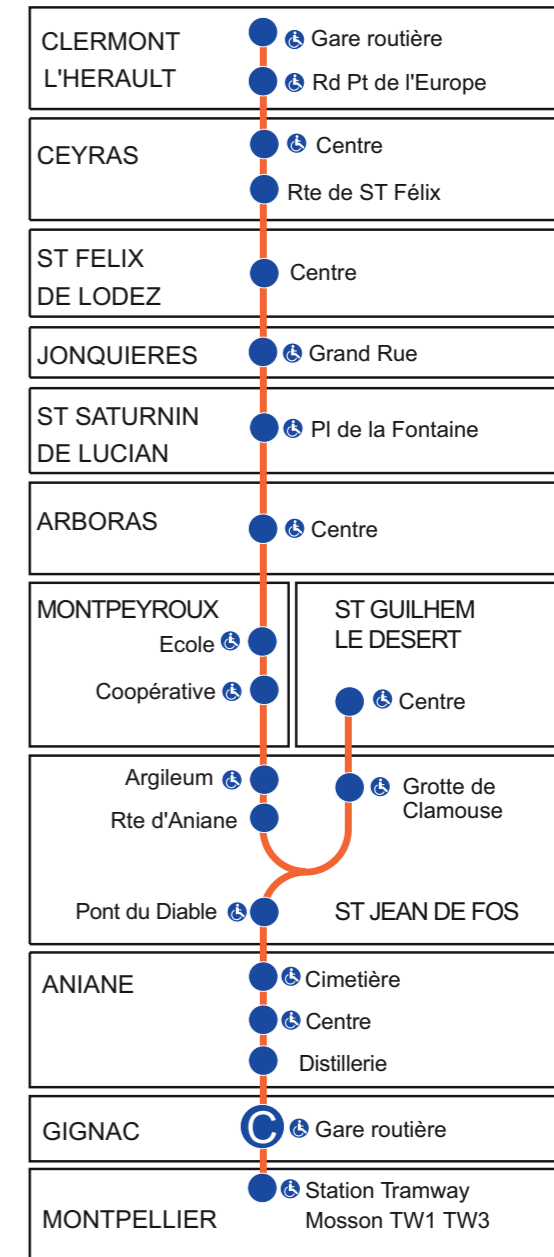 CLERMONT
L'HERAULT
Gare routière
Rd Pt de l'Europe
CEYRAS
Centre
Rte de ST Félix
ST FELIX
DE LODEZ
Centre
JONQUIERES
Grand Rue
ST SATURNIN
DE LUCIAN
Pl de la Fontaine
ARBORAS
Centre
MONTPEYROUX
Ecole
Coopérative
ST GUILHEM
LE DESERT
Centre
Argileum
Rte d'Aniane
Grotte de
Clamouse
Pont du Diable
ST JEAN DE FOS
ANIANE
Cimetière
Centre
Distillerie
GIGNAC
C
Gare routière
MONTPELLIER
Station Tramway
Mosson TW1 TW3